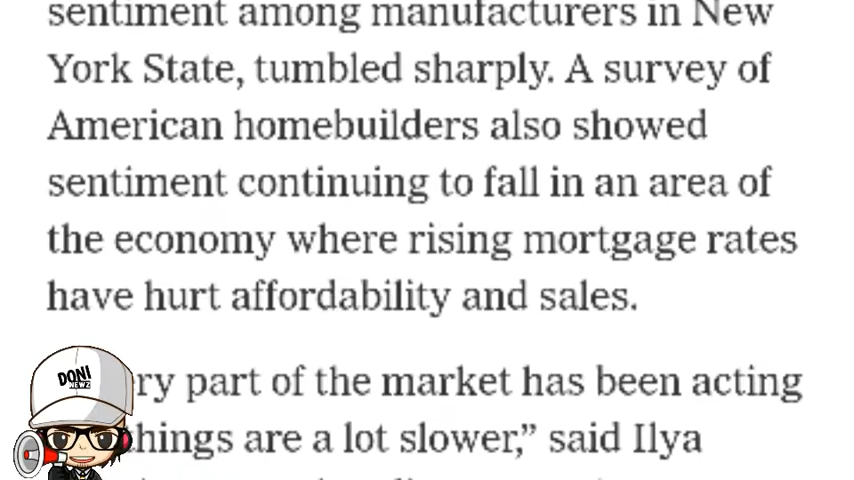 sentiment among manufacturers in New
York State, tumbled sharply. A survey of
American homebuilders also showed
sentiment continuing to fall in an area of
the economy where rising mortgage rates
have hurt affordability and sales.
ry part of the market has been acting
things are a lot slower,” said Ilya
DONI
NEWZ